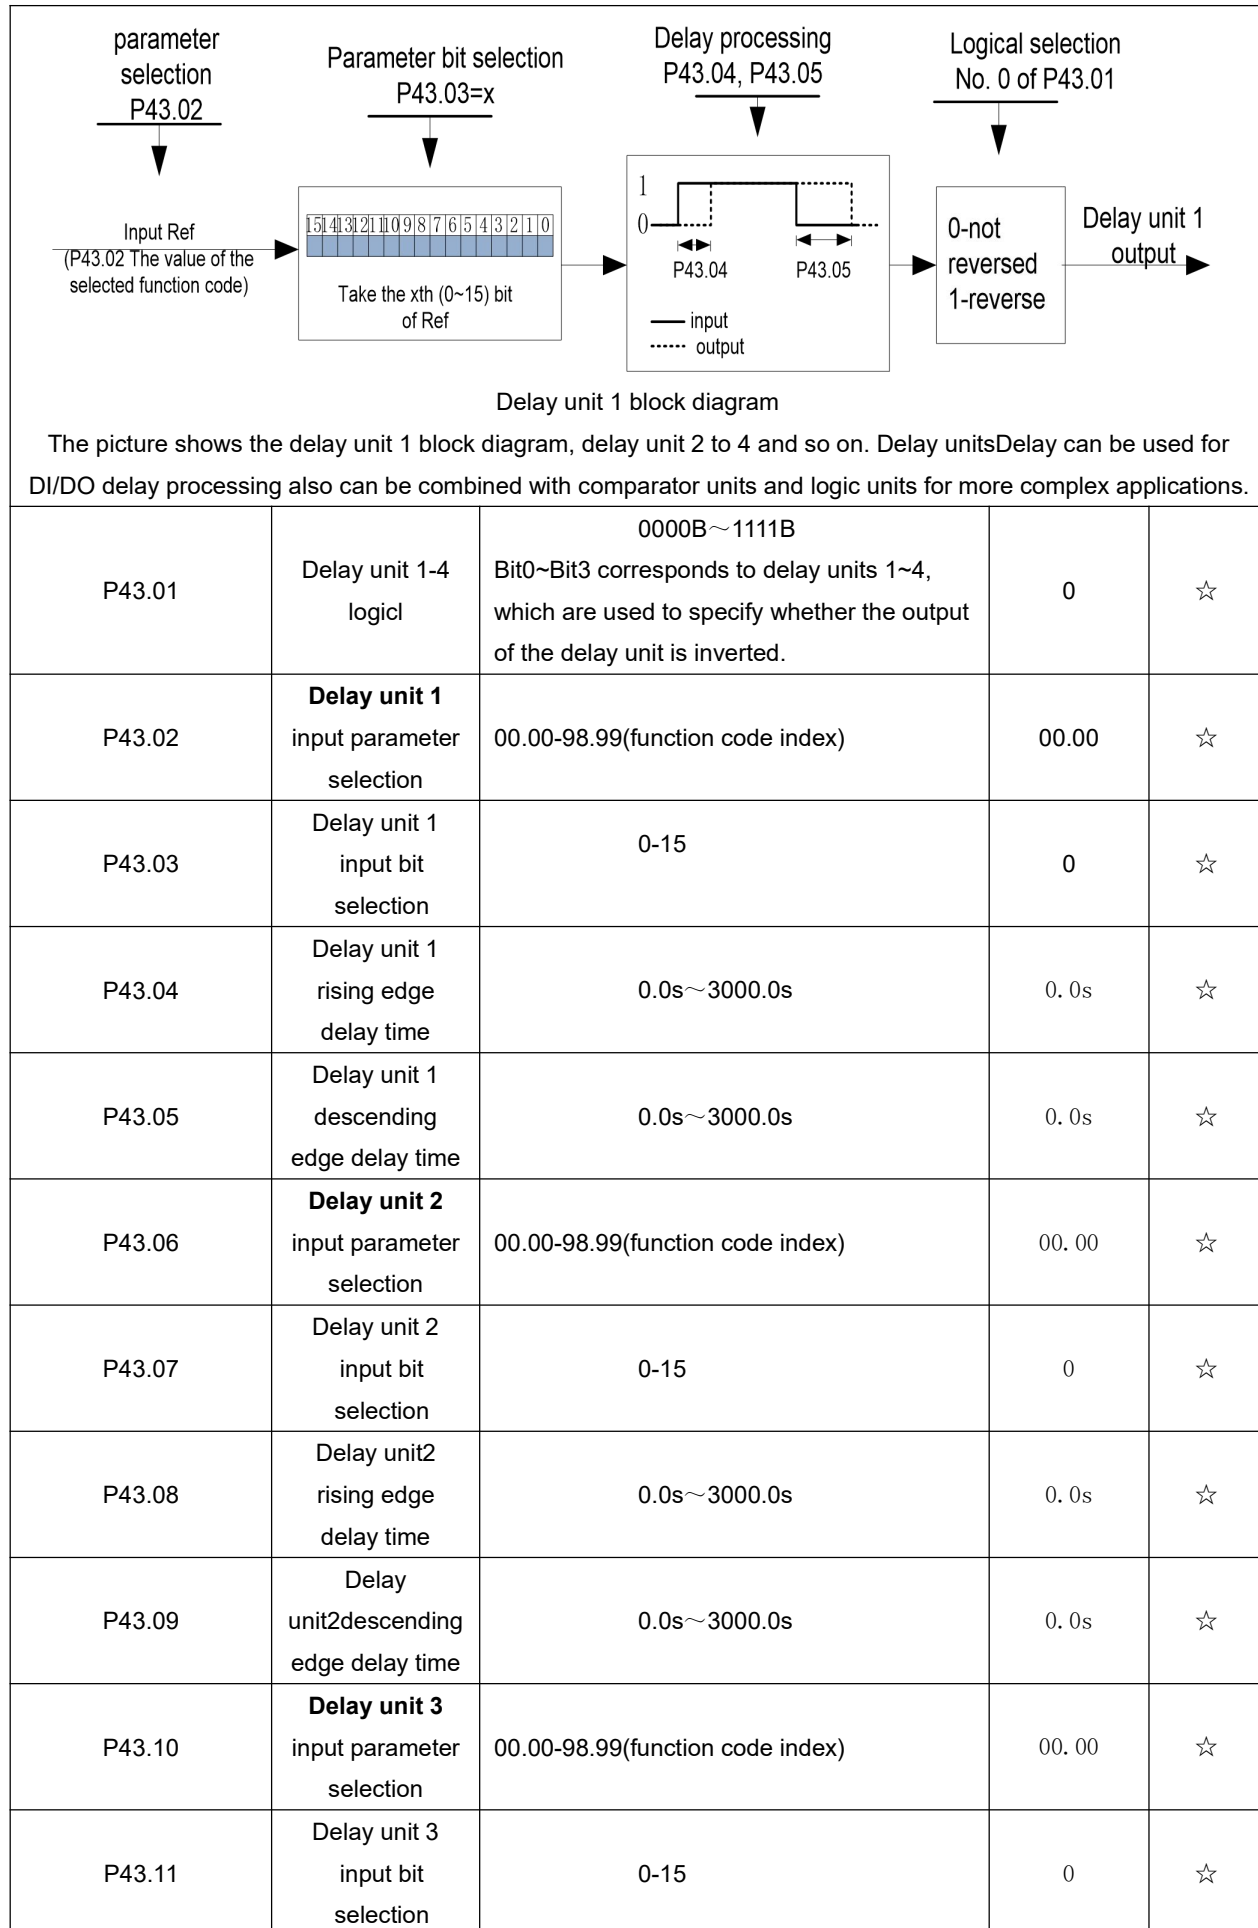 parameter
selection
P43.02
Parameter bit selection
P43.03=x
Delay processing
P43.04, P43.05
Logical selection
No. 0 of P43.01
Input Ref
(P43.02 The value of the
selected function code)
15 14 13 12 11 10 9 8 7 6 5 4 3 2 1 0
Take the xth (0~15) bit
of Ref
1
0
P43.04 P43.05
input
output
0-not
reversed
1-reverse
Delay unit 1
output
Delay unit 1 block diagram
The picture shows the delay unit 1 block diagram, delay unit 2 to 4 and so on. Delay unitsDelay can be used for
DI/DO delay processing also can be combined with comparator units and logic units for more complex applications.
P43.01
Delay unit 1-4
logicl
0000B～1111B
Bit0~Bit3 corresponds to delay units 1~4,
which are used to specify whether the output
of the delay unit is inverted.
0
☆
P43.02
Delay unit 1
input parameter
selection
00.00-98.99(function code index)
00.00
☆
P43.03
Delay unit 1
input bit
selection
0-15
0
☆
P43.04
Delay unit 1
rising edge
delay time
0.0s～3000.0s
0.0s
☆
P43.05
Delay unit 1
descending
edge delay time
0.0s～3000.0s
0.0s
☆
P43.06
Delay unit 2
input parameter
selection
00.00-98.99(function code index)
00.00
☆
P43.07
Delay unit 2
input bit
selection
0-15
0
☆
P43.08
Delay unit2
rising edge
delay time
0.0s～3000.0s
0.0s
☆
P43.09
Delay
unit2descending
edge delay time
0.0s～3000.0s
0.0s
☆
P43.10
Delay unit 3
input parameter
selection
00.00-98.99(function code index)
00.00
☆
P43.11
Delay unit 3
input bit
selection
0-15
0
☆